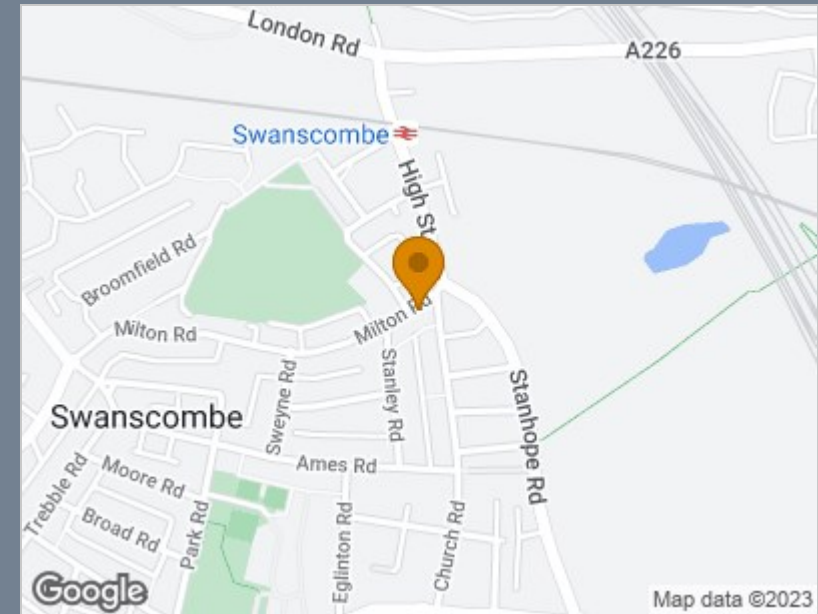 London Rd
A226
Swanscombe
High St
Broomfield Rd
Milton Rd
Milton Rd
Stanley Rd
Sweyne Rd
Stanhope Rd
Swanscombe
Ames Rd
Moore Rd
Trebble Rd
Broad Rd
Park Rd
Eglinton Rd
Church Rd
Google
Map data ©2023